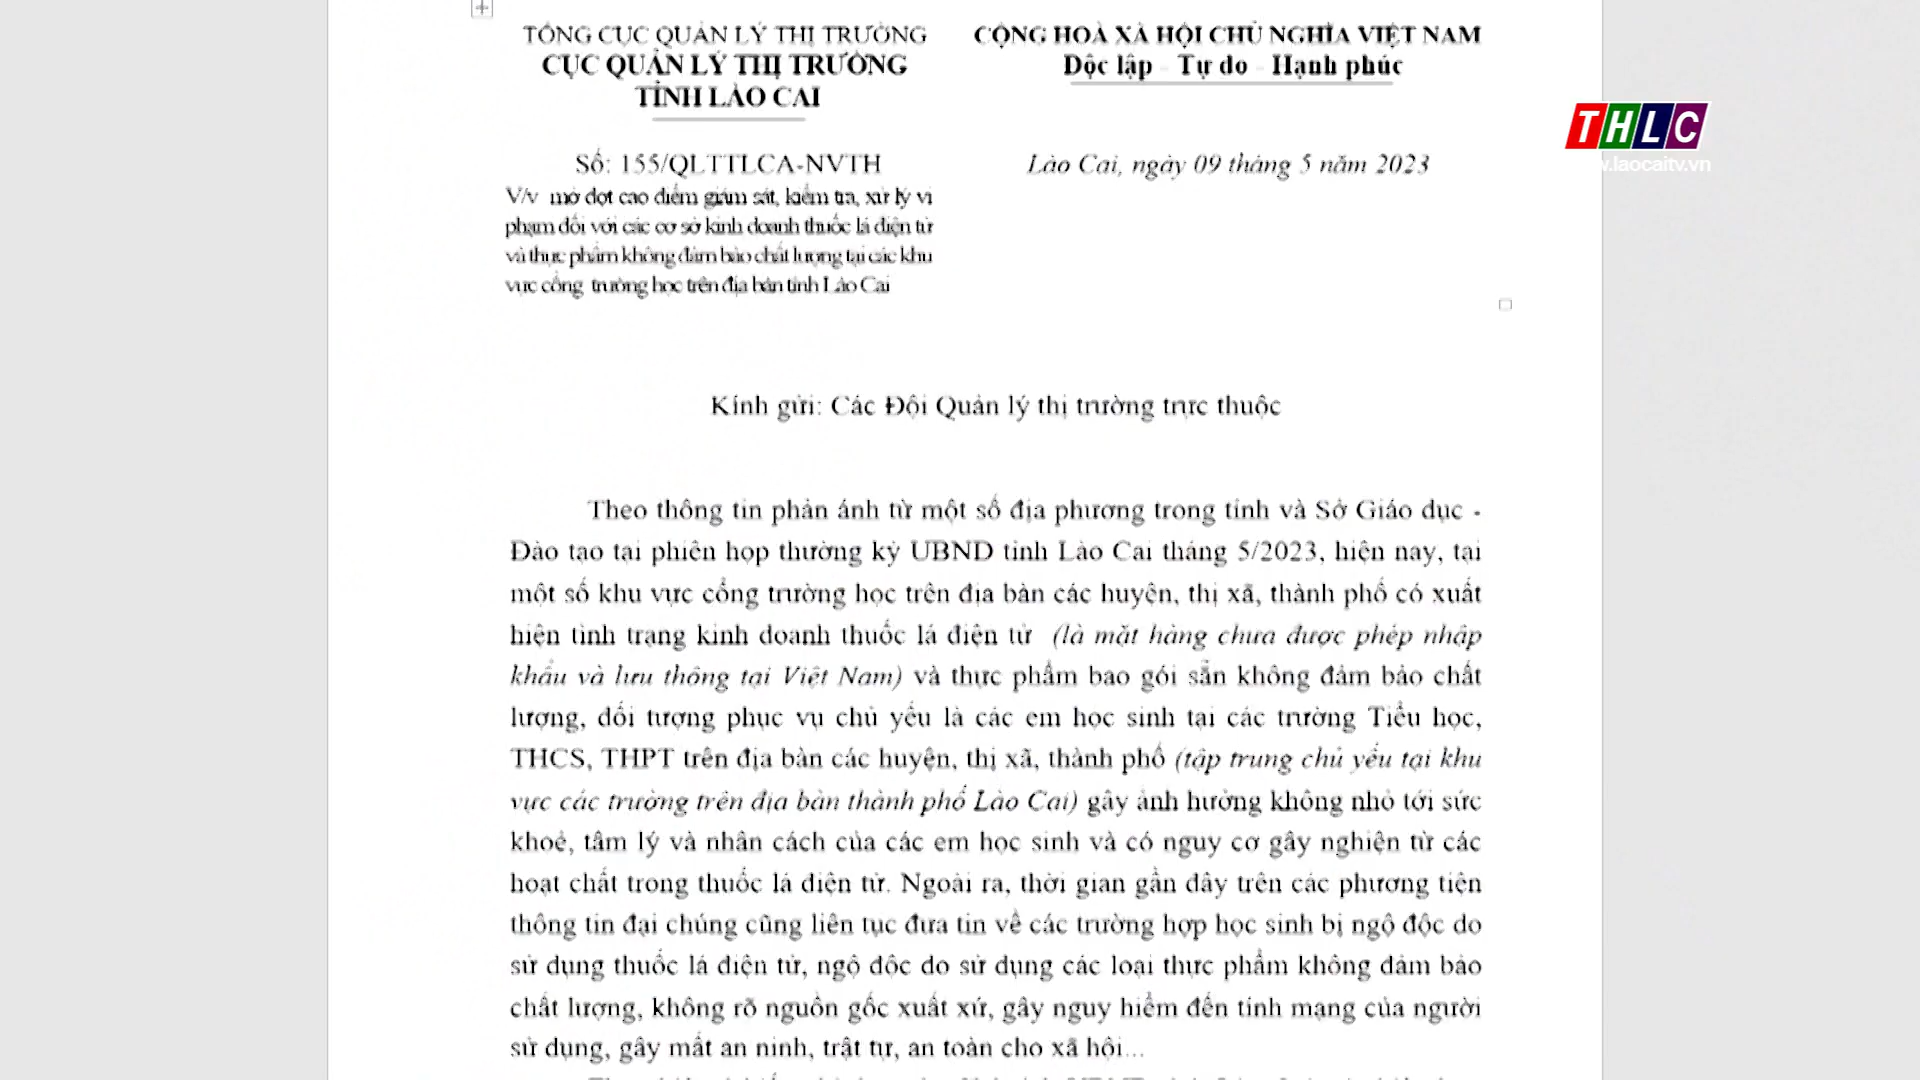 TỔNG CỤC QUẢN LÝ THỊ TRƯỜNG
CỤC QUẢN LÝ THỊ TRƯỜNG
TỈNH LÀO CAI
CỘNG HOÀ XÃ HỘI CHỦ NGHĨA VIỆT NAM
Độc lập - Tự do - Hạnh phúc
THLC
www.laocaitv.vn
Số: 155/QLTTLCA-NVTH
Lào Cai, ngày 09 tháng 5 năm 2023
V/v mở đợt cao điểm giám sát, kiểm tra, xử lý vi
phạm đối với các cơ sở kinh doanh thuốc lá điện tử
và thực phẩm không đảm bảo chất lượng tại các khu
vực cổng trường học trên địa bàn tỉnh Lào Cai
Kính gửi: Các Đội Quản lý thị trường trực thuộc
Theo thông tin phản ánh từ một số địa phương trong tỉnh và Sở Giáo dục -
Đào tạo tại phiên họp thường kỳ UBND tỉnh Lào Cai tháng 5/2023, hiện nay, tại
một số khu vực cổng trường học trên địa bàn các huyện, thị xã, thành phố có xuất
hiện tình trạng kinh doanh thuốc lá điện tử (là mặt hàng chưa được phép nhập
khẩu và lưu thông tại Việt Nam) và thực phẩm bao gói sẵn không đảm bảo chất
lượng, đối tượng phục vụ chủ yếu là các em học sinh tại các trường Tiểu học,
THCS, THPT trên địa bàn các huyện, thị xã, thành phố (tập trung chủ yếu tại khu
vực các trường trên địa bàn thành phố Lào Cai) gây ảnh hưởng không nhỏ tới sức
khoẻ, tâm lý và nhân cách của các em học sinh và có nguy cơ gây nghiện từ các
hoạt chất trong thuốc lá điện tử. Ngoài ra, thời gian gần đây trên các phương tiện
thông tin đại chúng cũng liên tục đưa tin về các trường hợp học sinh bị ngộ độc do
sử dụng thuốc lá điện tử, ngộ độc do sử dụng các loại thực phẩm không đảm bảo
chất lượng, không rõ nguồn gốc xuất xứ, gây nguy hiểm đến tính mạng của người
sử dụng, gây mất an ninh, trật tự, an toàn cho xã hội...